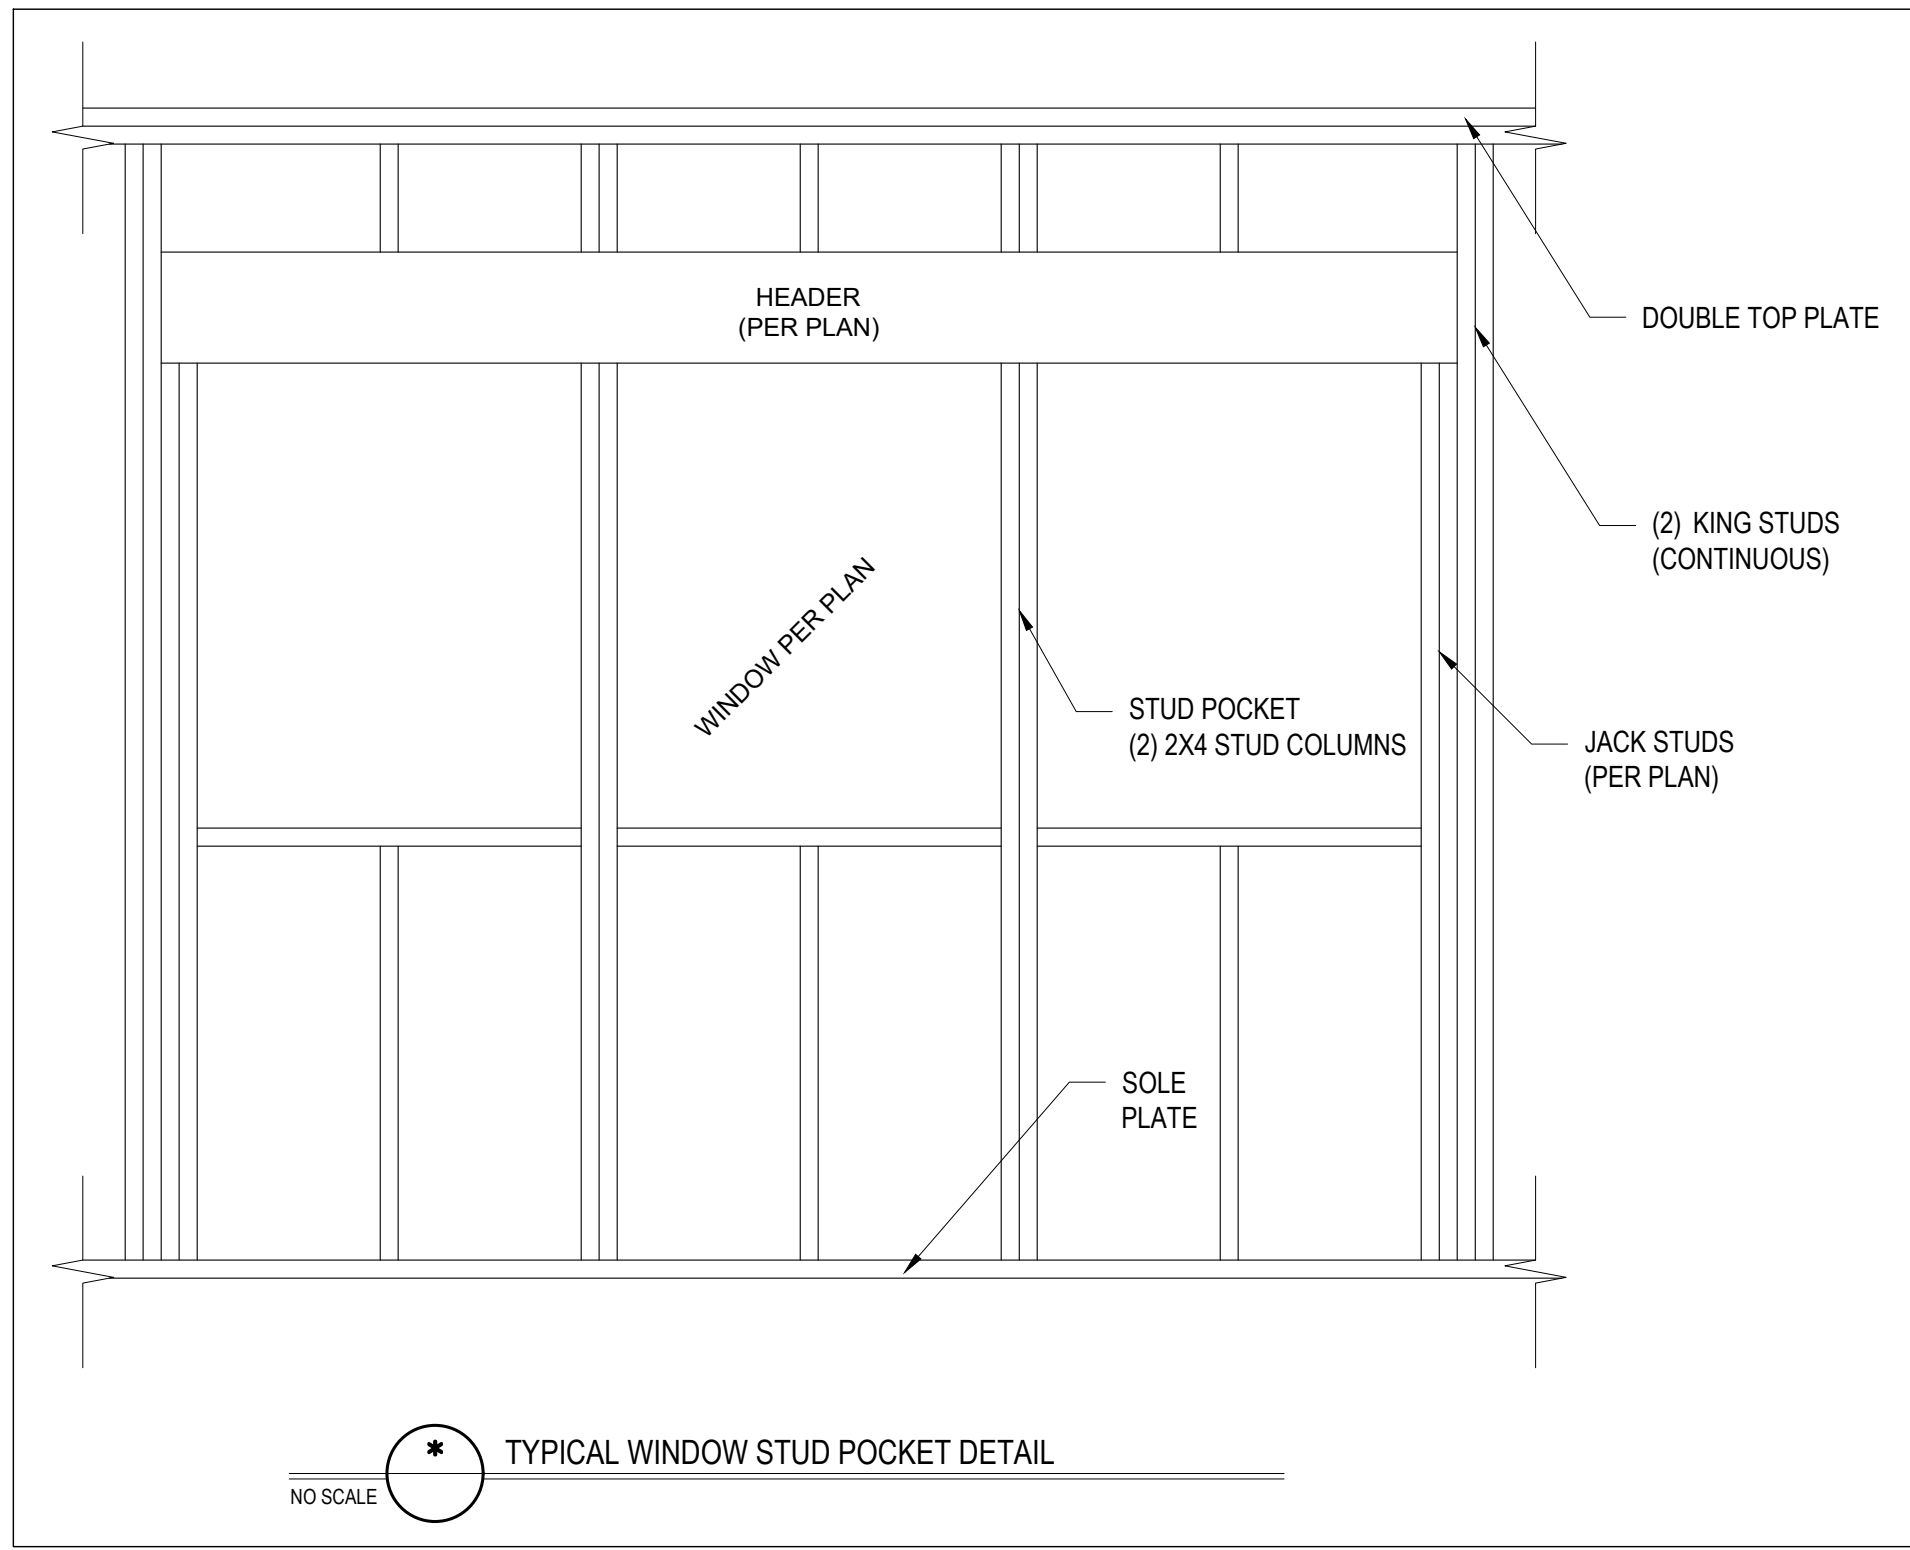 HEADER
(PER PLAN)
DOUBLE TOP PLATE
(2) KING STUDS
(CONTINUOUS)
WINDOW PER PLAN
STUD POCKET
(2) 2X4 STUD COLUMNS
JACK STUDS
(PER PLAN)
SOLE
PLATE
*
TYPICAL WINDOW STUD POCKET DETAIL
NO SCALE